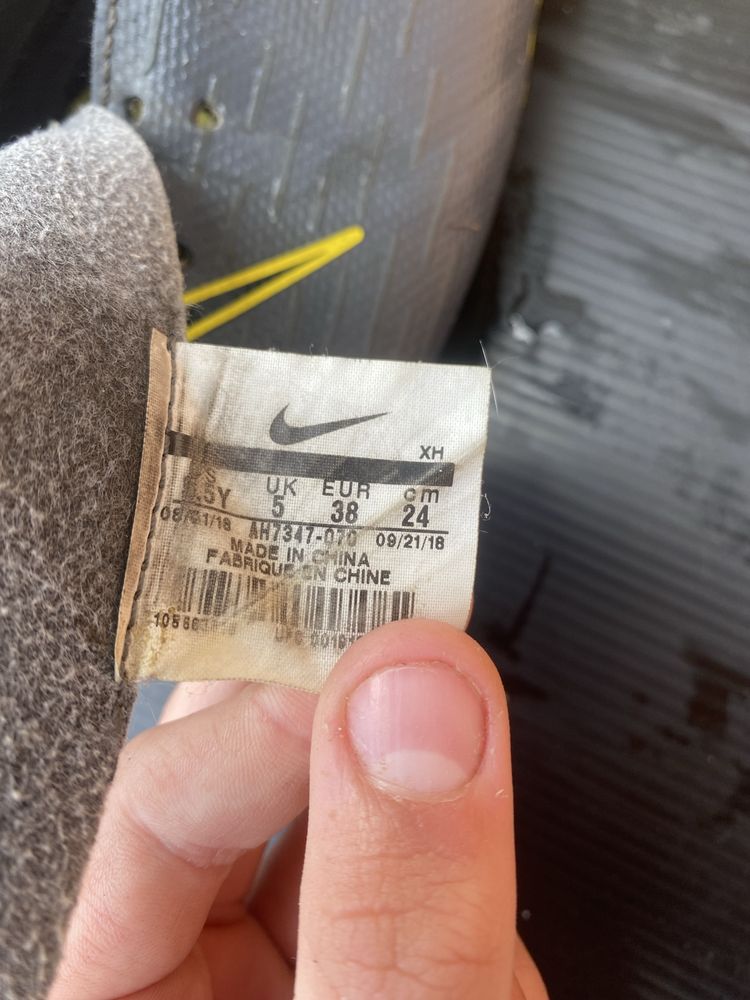 XH
UK EUR cm
5 38 24
AH7347-070 09/21/18
MADE IN CHINA
FABRIQUE EN CHINE